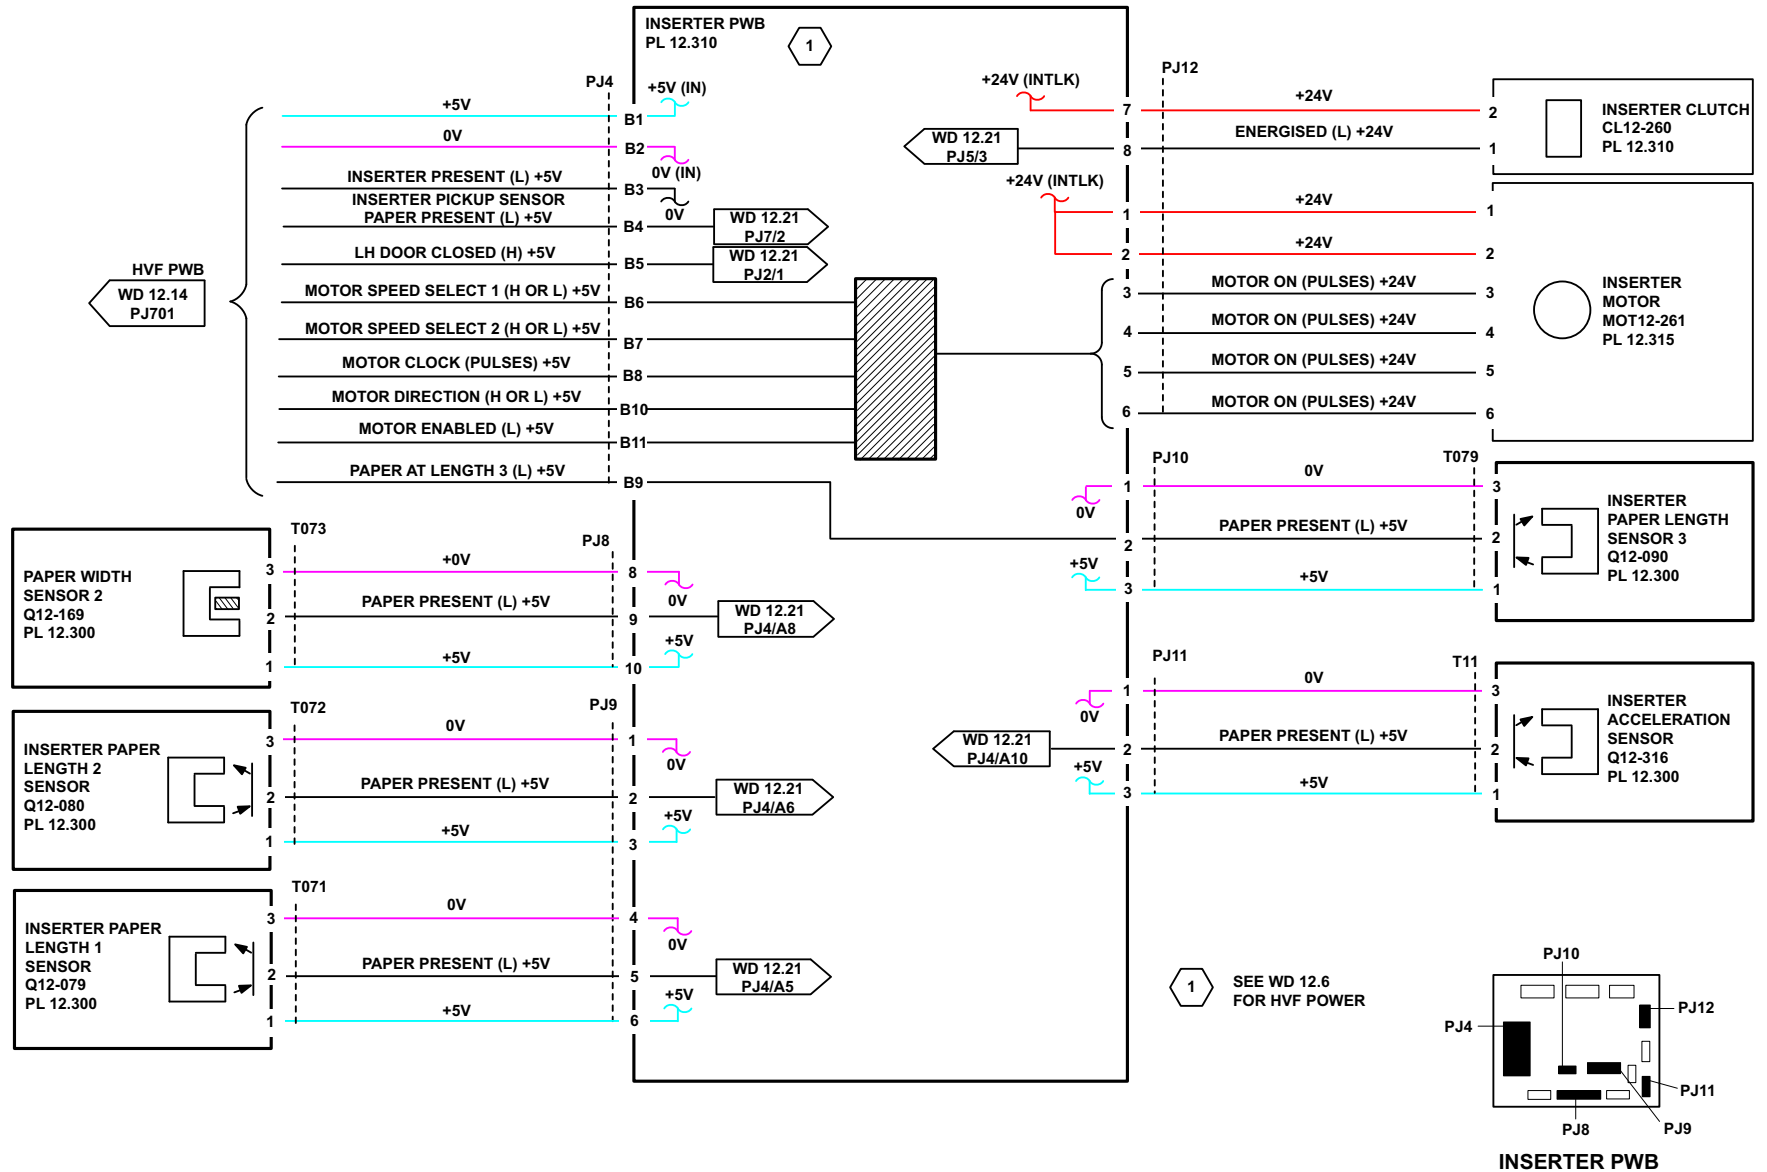 INSERTER PWB
PL 12.310
1
PJ4
+5V (IN)
+5V
B1
0V
B2
0V (IN)
INSERTER PRESENT (L) +5V
B3
0V
INSERTER PICKUP SENSOR
PAPER PRESENT (L) +5V
B4
WD 12.21
PJ7/2
LH DOOR CLOSED (H) +5V
B5
WD 12.21
PJ2/1
HVF PWB
WD 12.14
PJ701
MOTOR SPEED SELECT 1 (H OR L) +5V
B6
MOTOR SPEED SELECT 2 (H OR L) +5V
B7
MOTOR CLOCK (PULSES) +5V
B8
MOTOR DIRECTION (H OR L) +5V
B10
MOTOR ENABLED (L) +5V
B11
PAPER AT LENGTH 3 (L) +5V
B9
PJ12
+24V (INTLK)
7
+24V
2
WD 12.21
PJ5/3
8
ENERGISED (L) +24V
1
INSERTER CLUTCH
CL12-260
PL 12.310
+24V (INTLK)
1
+24V
1
2
+24V
2
3
MOTOR ON (PULSES) +24V
3
4
MOTOR ON (PULSES) +24V
4
5
MOTOR ON (PULSES) +24V
5
6
MOTOR ON (PULSES) +24V
6
INSERTER
MOTOR
MOT12-261
PL 12.315
PJ10
T079
0V
1
0V
3
2
PAPER PRESENT (L) +5V
2
+5V
3
+5V
1
INSERTER
PAPER LENGTH
SENSOR 3
Q12-090
PL 12.300
T073
PJ8
PAPER WIDTH
SENSOR 2
Q12-169
PL 12.300
3
+0V
8
0V
2
PAPER PRESENT (L) +5V
9
WD 12.21
PJ4/A8
1
+5V
10
+5V
T072
PJ9
INSERTER PAPER
LENGTH 2
SENSOR
Q12-080
PL 12.300
3
0V
1
0V
2
PAPER PRESENT (L) +5V
2
WD 12.21
PJ4/A6
1
+5V
3
+5V
PJ11
T11
0V
1
0V
3
WD 12.21
PJ4/A10
2
PAPER PRESENT (L) +5V
2
+5V
3
+5V
1
INSERTER
ACCELERATION
SENSOR
Q12-316
PL 12.300
T071
INSERTER PAPER
LENGTH 1
SENSOR
Q12-079
PL 12.300
3
0V
4
0V
2
PAPER PRESENT (L) +5V
5
WD 12.21
PJ4/A5
1
+5V
6
+5V
1
SEE WD 12.6
FOR HVF POWER
PJ10
PJ4
PJ12
PJ11
PJ8
PJ9
INSERTER PWB